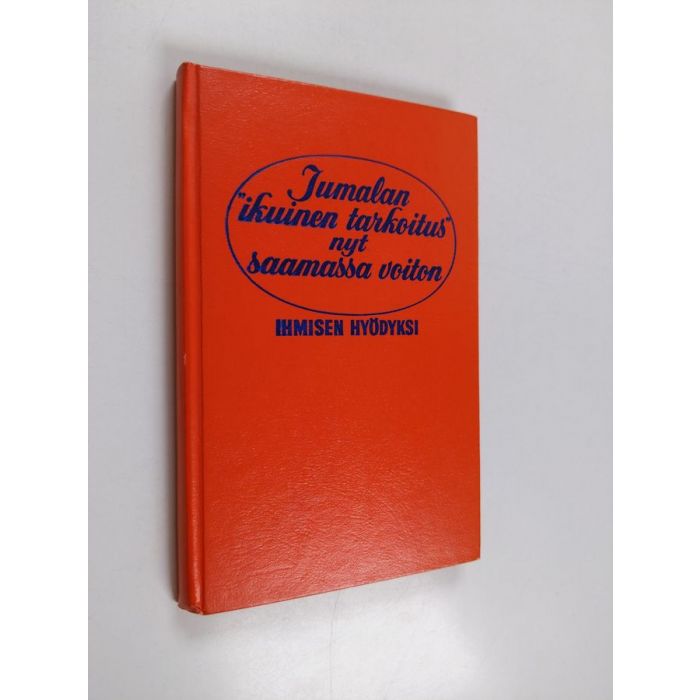 Jumalan
"ikuinen tarkoitus"
nyt
saamassa voiton
IHMISEN HYÖDYKSI